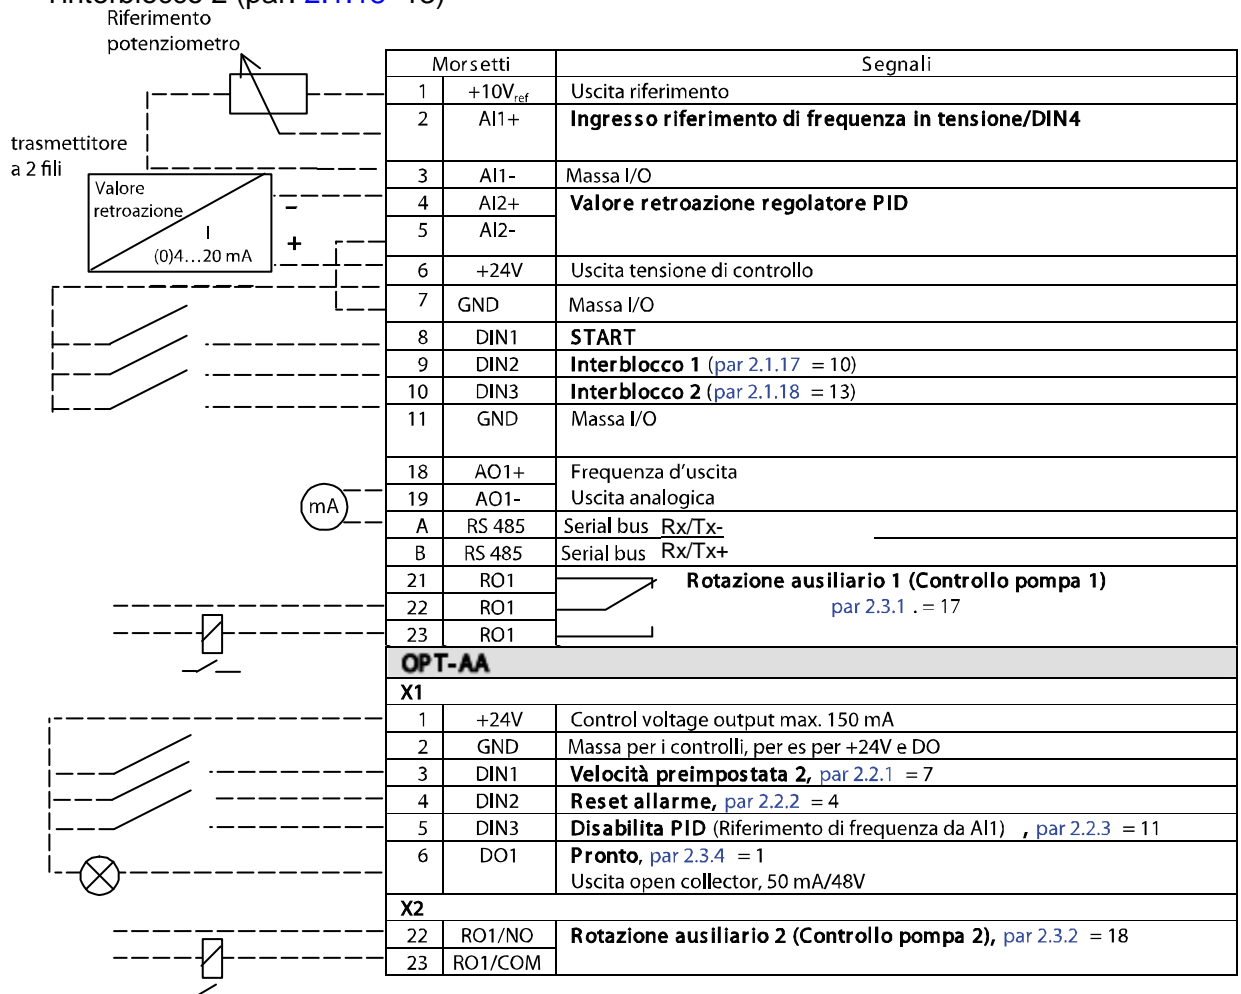 Riferimento
potenziometro
trasmettitore
a 2 fili
Valore
retroazione
I
(0)4...20 mA
-
+
mA
Morsetti Segnali
1 +10Vref Uscita riferimento
2 AI1+ Ingresso riferimento di frequenza in tensione/DIN4
3 AI1- Massa I/O
4 AI2+ Valore retroazione regolatore PID
5 AI2-
6 +24V Uscita tensione di controllo
7 GND Massa I/O
8 DIN1 START
9 DIN2 Interblocco 1 (par 2.1.17 = 10)
10 DIN3 Interblocco 2 (par 2.1.18 = 13)
11 GND Massa I/O
18 AO1+ Frequenza d'uscita
19 AO1- Uscita analogica
A RS 485 Serial bus Rx/Tx-
B RS 485 Serial bus Rx/Tx+
21 RO1 Rotazione ausiliario 1 (Controllo pompa 1)
22 RO1 par 2.3.1 . = 17
23 RO1
OPT-AA
X1
1 +24V Control voltage output max. 150 mA
2 GND Massa per i controlli, per es per +24V e DO
3 DIN1 Velocità preimpostata 2, par 2.2.1 = 7
4 DIN2 Reset allarme, par 2.2.2 = 4
5 DIN3 Disabilita PID (Riferimento di frequenza da AI1) , par 2.2.3 = 11
6 DO1 Pronto, par 2.3.4 = 1
Uscita open collector, 50 mA/48V
X2
22 RO1/NO Rotazione ausiliario 2 (Controllo pompa 2), par 2.3.2 = 18
23 RO1/COM